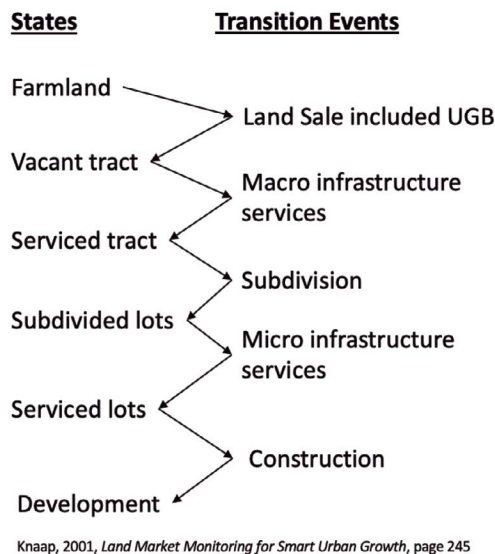 States
Transition Events
Farmland
Land Sale included UGB
Vacant tract
Macro infrastructure
services
Serviced tract
Subdivision
Subdivided lots
Micro infrastructure
services
Serviced lots
Construction
Development
Knaap, 2001, Land Market Monitoring for Smart Urban Growth, page 245